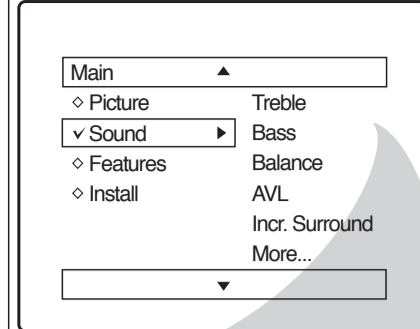 Main
Picture
Sound
Features
Install
Treble
Bass
Balance
AVL
Incr. Surround
More...